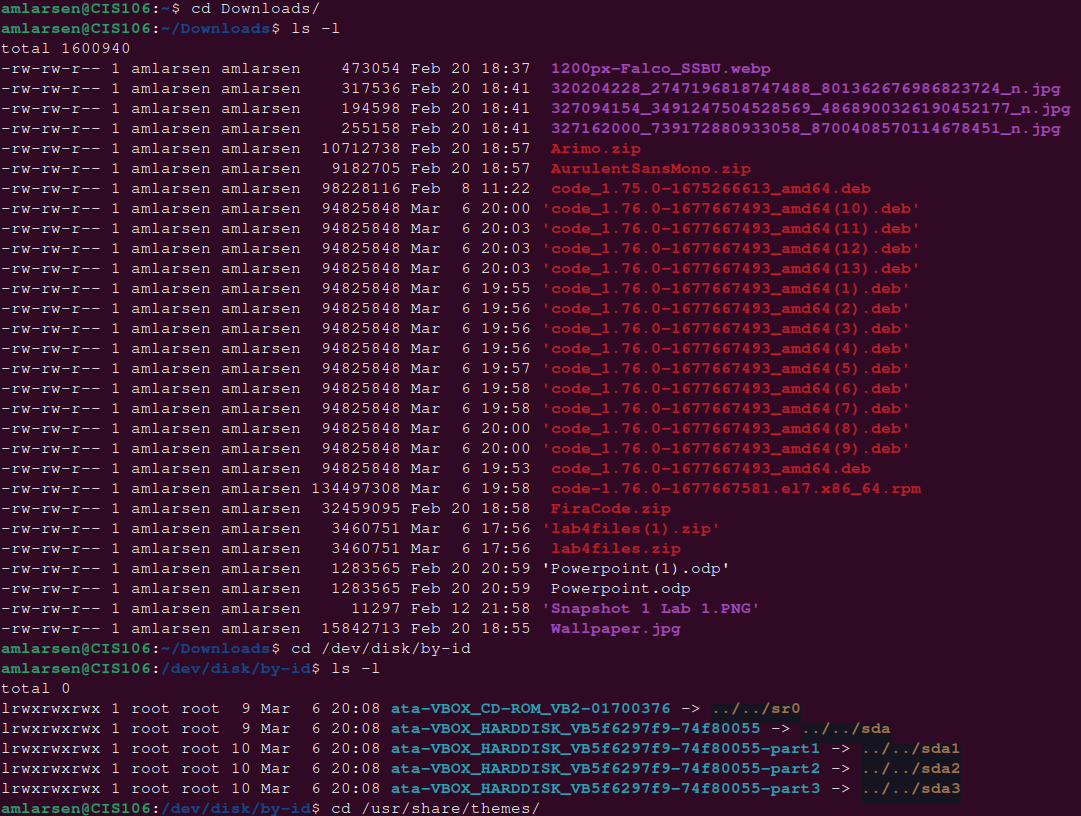 amlarsen@CIS106:~$ cd Downloads/
amlarsen@CIS106:~/Downloads$ ls -l
total 1600940
-rw-rw-r-- 1 amlarsen amlarsen    473054 Feb 20 18:37  1200px-Falco_SSBU.webp
-rw-rw-r-- 1 amlarsen amlarsen    317536 Feb 20 18:41  320204228_2747196818747488_801362676986823724_n.jpg
-rw-rw-r-- 1 amlarsen amlarsen    194598 Feb 20 18:41  327094154_3491247504528569_4868900326190452177_n.jpg
-rw-rw-r-- 1 amlarsen amlarsen    255158 Feb 20 18:41  327162000_739172880933058_8700408570114678451_n.jpg
-rw-rw-r-- 1 amlarsen amlarsen  10712738 Feb 20 18:57  Arimo.zip
-rw-rw-r-- 1 amlarsen amlarsen   9182705 Feb 20 18:57  AurulentSansMono.zip
-rw-rw-r-- 1 amlarsen amlarsen  98228116 Feb  8 11:22  code_1.75.0-1675266613_amd64.deb
-rw-rw-r-- 1 amlarsen amlarsen  94825848 Mar  6 20:00 'code_1.76.0-1677667493_amd64(10).deb'
-rw-rw-r-- 1 amlarsen amlarsen  94825848 Mar  6 20:03 'code_1.76.0-1677667493_amd64(11).deb'
-rw-rw-r-- 1 amlarsen amlarsen  94825848 Mar  6 20:03 'code_1.76.0-1677667493_amd64(12).deb'
-rw-rw-r-- 1 amlarsen amlarsen  94825848 Mar  6 20:03 'code_1.76.0-1677667493_amd64(13).deb'
-rw-rw-r-- 1 amlarsen amlarsen  94825848 Mar  6 19:55 'code_1.76.0-1677667493_amd64(1).deb'
-rw-rw-r-- 1 amlarsen amlarsen  94825848 Mar  6 19:56 'code_1.76.0-1677667493_amd64(2).deb'
-rw-rw-r-- 1 amlarsen amlarsen  94825848 Mar  6 19:56 'code_1.76.0-1677667493_amd64(3).deb'
-rw-rw-r-- 1 amlarsen amlarsen  94825848 Mar  6 19:56 'code_1.76.0-1677667493_amd64(4).deb'
-rw-rw-r-- 1 amlarsen amlarsen  94825848 Mar  6 19:57 'code_1.76.0-1677667493_amd64(5).deb'
-rw-rw-r-- 1 amlarsen amlarsen  94825848 Mar  6 19:58 'code_1.76.0-1677667493_amd64(6).deb'
-rw-rw-r-- 1 amlarsen amlarsen  94825848 Mar  6 19:58 'code_1.76.0-1677667493_amd64(7).deb'
-rw-rw-r-- 1 amlarsen amlarsen  94825848 Mar  6 20:00 'code_1.76.0-1677667493_amd64(8).deb'
-rw-rw-r-- 1 amlarsen amlarsen  94825848 Mar  6 20:00 'code_1.76.0-1677667493_amd64(9).deb'
-rw-rw-r-- 1 amlarsen amlarsen  94825848 Mar  6 19:53  code_1.76.0-1677667493_amd64.deb
-rw-rw-r-- 1 amlarsen amlarsen 134497308 Mar  6 19:58  code-1.76.0-1677667581.el7.x86_64.rpm
-rw-rw-r-- 1 amlarsen amlarsen  32459095 Feb 20 18:58  FiraCode.zip
-rw-rw-r-- 1 amlarsen amlarsen   3460751 Mar  6 17:56 'lab4files(1).zip'
-rw-rw-r-- 1 amlarsen amlarsen   3460751 Mar  6 17:56  lab4files.zip
-rw-rw-r-- 1 amlarsen amlarsen   1283565 Feb 20 20:59 'Powerpoint(1).odp'
-rw-rw-r-- 1 amlarsen amlarsen   1283565 Feb 20 20:59  Powerpoint.odp
-rw-rw-r-- 1 amlarsen amlarsen     11297 Feb 12 21:58 'Snapshot 1 Lab 1.PNG'
-rw-rw-r-- 1 amlarsen amlarsen  15842713 Feb 20 18:55  Wallpaper.jpg
amlarsen@CIS106:~/Downloads$ cd /dev/disk/by-id
amlarsen@CIS106:/dev/disk/by-id$ ls -l
total 0
lrwxrwxrwx 1 root root  9 Mar  6 20:08 ata-VBOX_CD-ROM_VB2-01700376 -> ../../sr0
lrwxrwxrwx 1 root root  9 Mar  6 20:08 ata-VBOX_HARDDISK_VB5f6297f9-74f80055 -> ../../sda
lrwxrwxrwx 1 root root 10 Mar  6 20:08 ata-VBOX_HARDDISK_VB5f6297f9-74f80055-part1 -> ../../sda1
lrwxrwxrwx 1 root root 10 Mar  6 20:08 ata-VBOX_HARDDISK_VB5f6297f9-74f80055-part2 -> ../../sda2
lrwxrwxrwx 1 root root 10 Mar  6 20:08 ata-VBOX_HARDDISK_VB5f6297f9-74f80055-part3 -> ../../sda3
amlarsen@CIS106:/dev/disk/by-id$ cd /usr/share/themes/